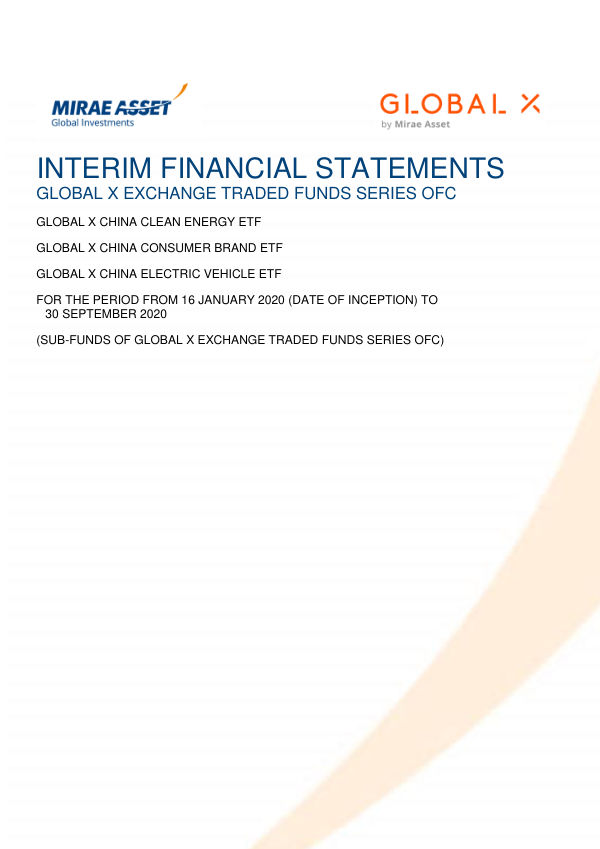 MIRAE ASSET
Global Investments
GLOBAL X
by Mirae Asset
INTERIM FINANCIAL STATEMENTS
GLOBAL X EXCHANGE TRADED FUNDS SERIES OFC
GLOBAL X CHINA CLEAN ENERGY ETF
GLOBAL X CHINA CONSUMER BRAND ETF
GLOBAL X CHINA ELECTRIC VEHICLE ETF
FOR THE PERIOD FROM 16 JANUARY 2020 (DATE OF INCEPTION) TO
30 SEPTEMBER 2020
(SUB-FUNDS OF GLOBAL X EXCHANGE TRADED FUNDS SERIES OFC)